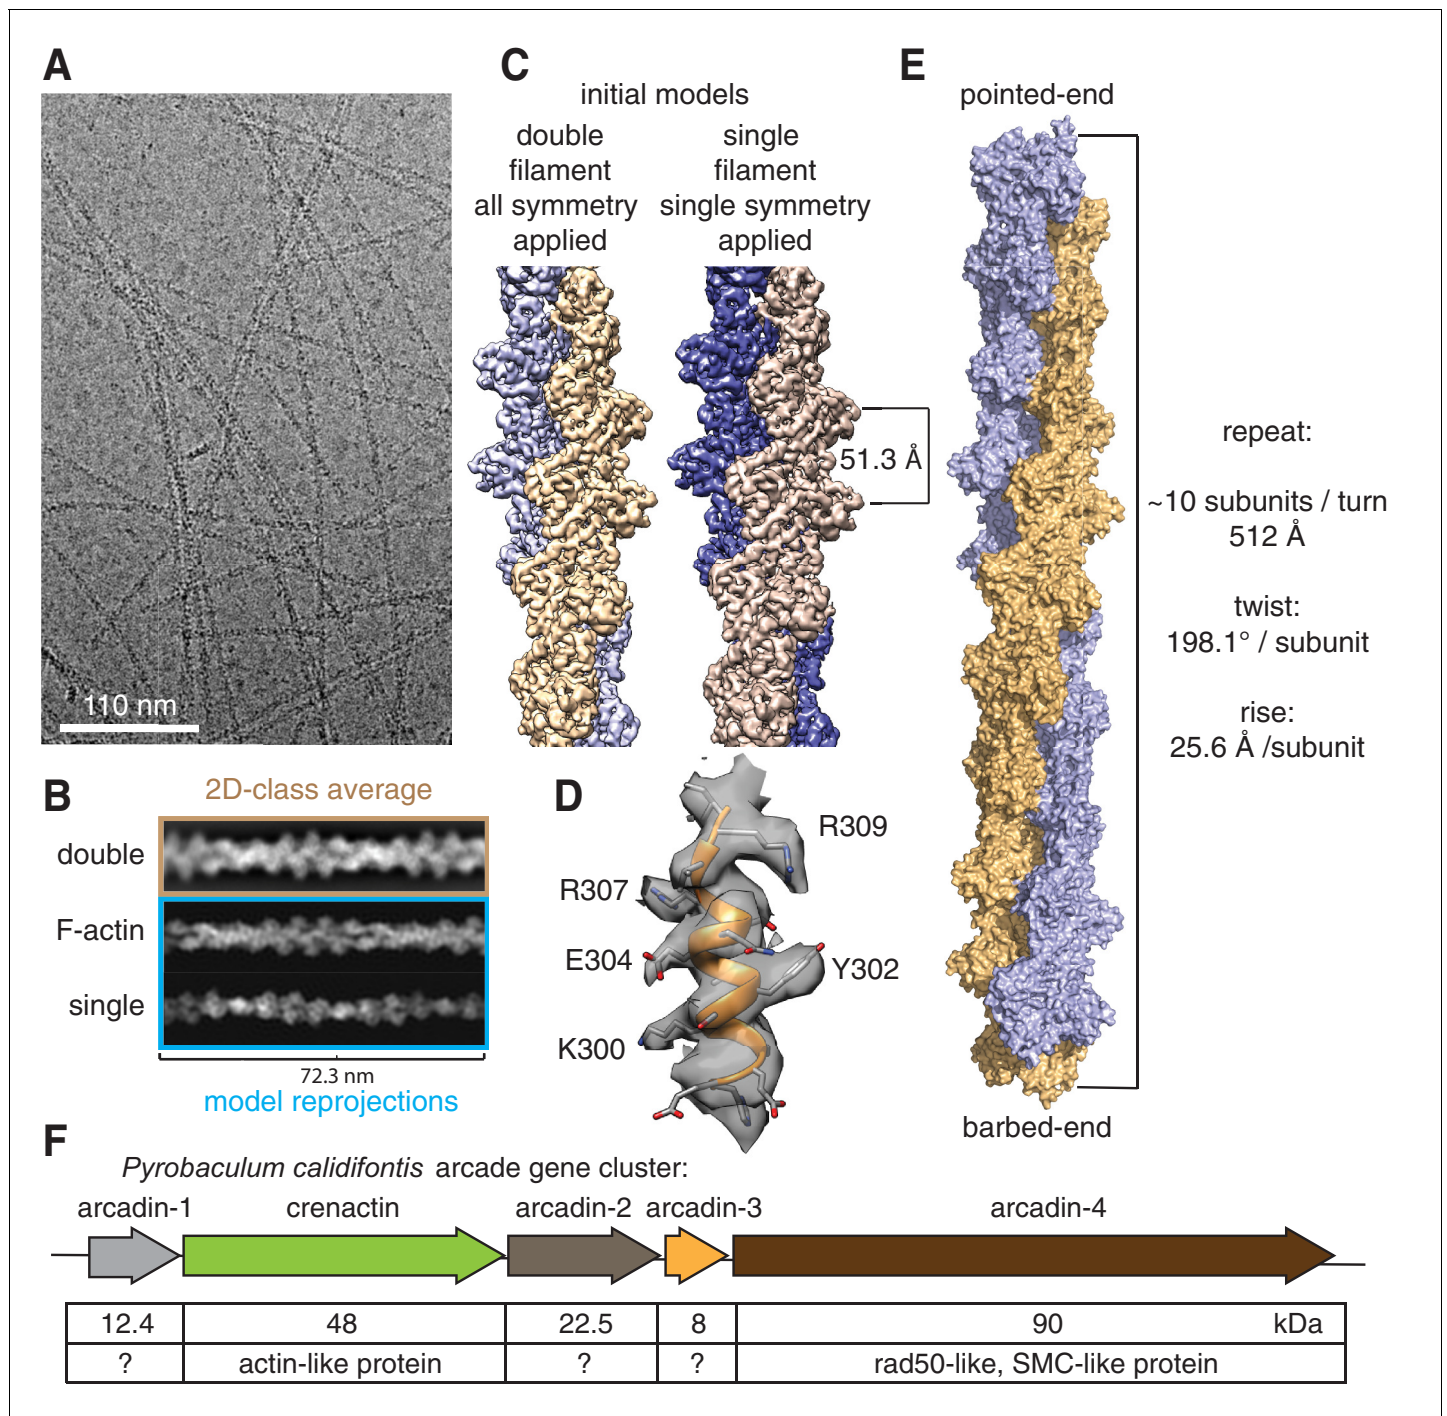 A
110 nm
B
2D-class average
double
F-actin
single
72.3 nm
model reprojections
C
initial models
double
filament
all symmetry
applied
single
filament
single symmetry
applied
51.3 Å
D
R309
R307
E304
Y302
K300
E
pointed-end
repeat:
~10 subunits / turn
512 Å
twist:
198.1° / subunit
rise:
25.6 Å /subunit
barbed-end
F
Pyrobaculum calidifontis arcade gene cluster:
arcadin-1 crenactin arcadin-2 arcadin-3 arcadin-4
12.4 48 22.5 8 90 kDa
? actin-like protein ? ? rad50-like, SMC-like protein